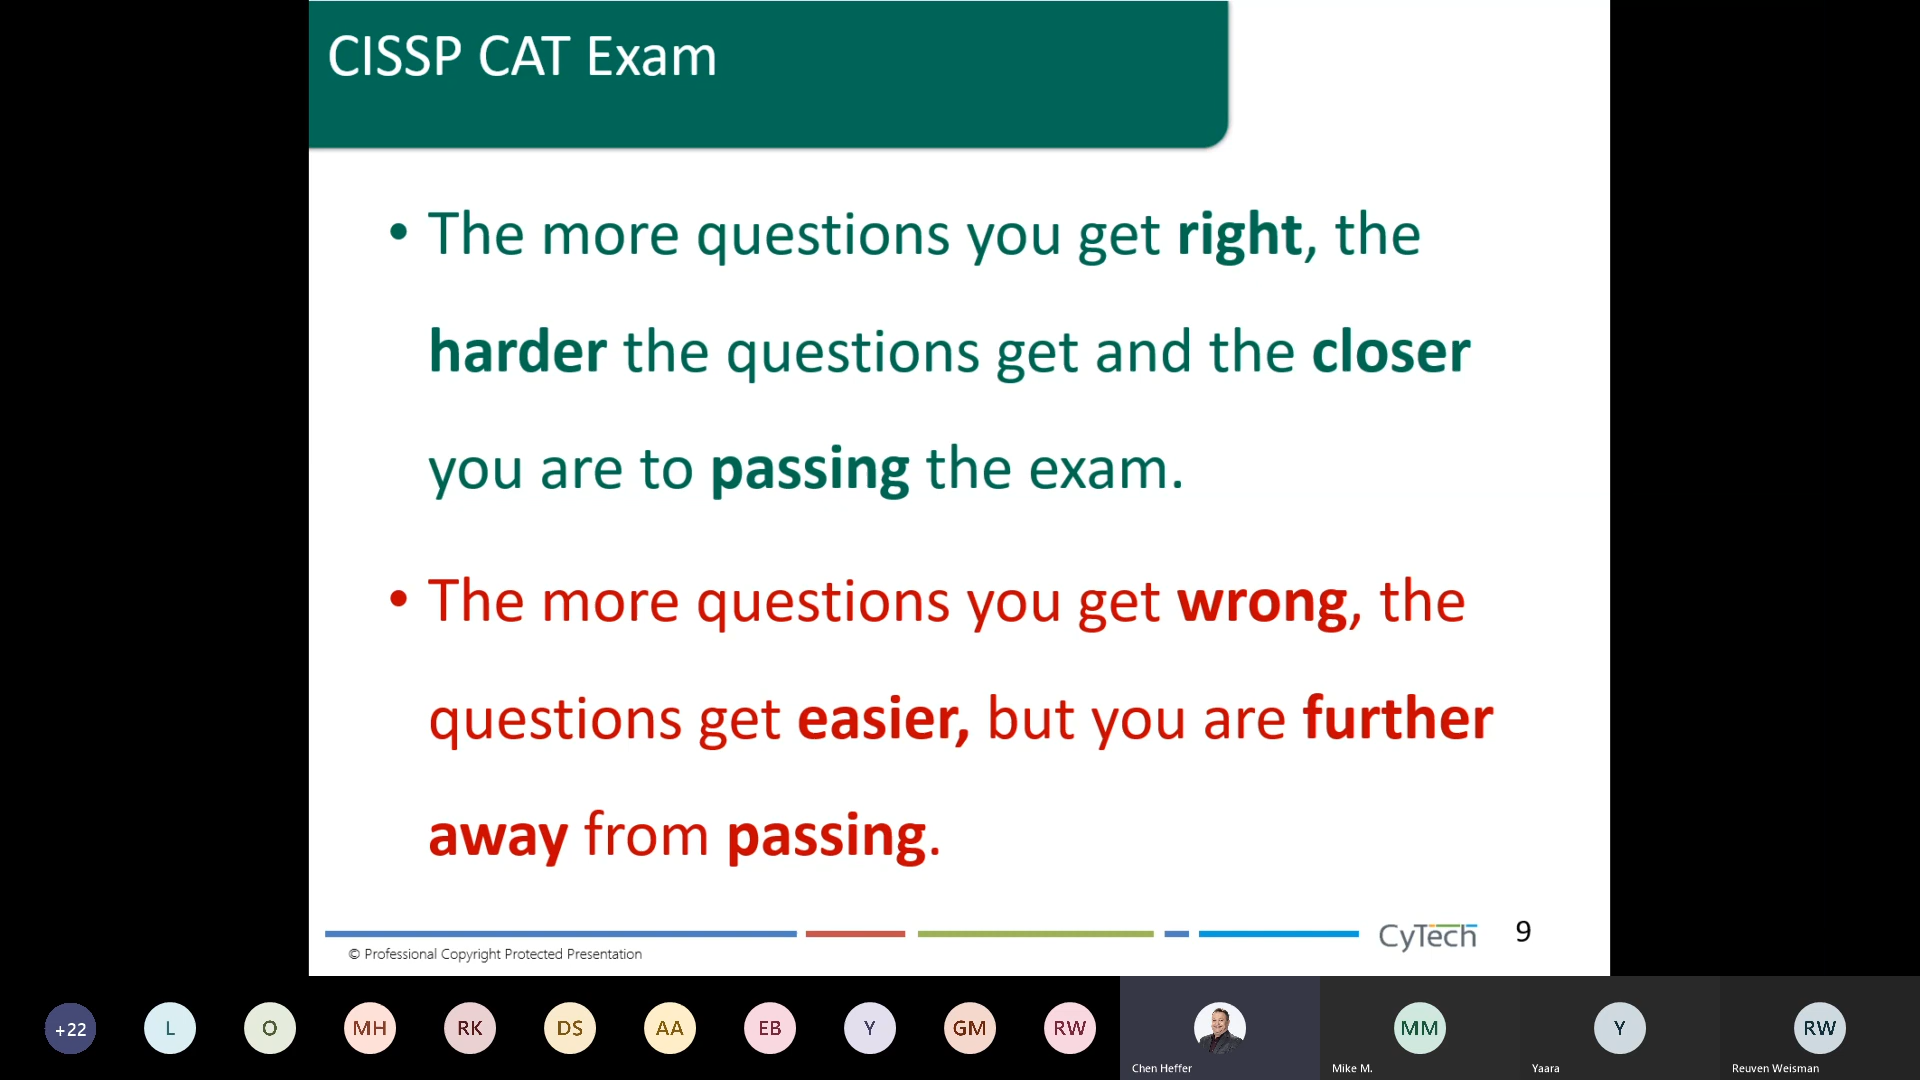 CISSP CAT Exam
• The more questions you get right, the
harder the questions get and the closer
you are to passing the exam.
• The more questions you get wrong, the
questions get easier, but you are further
away from passing.
CyTech
9
© Professional Copyright Protected Presentation
+22
L
O
MH
RK
DS
AA
EB
Y
GM
RW
MM
Y
RW
Chen Heffer
Mike M.
Yaara
Reuven Weisman